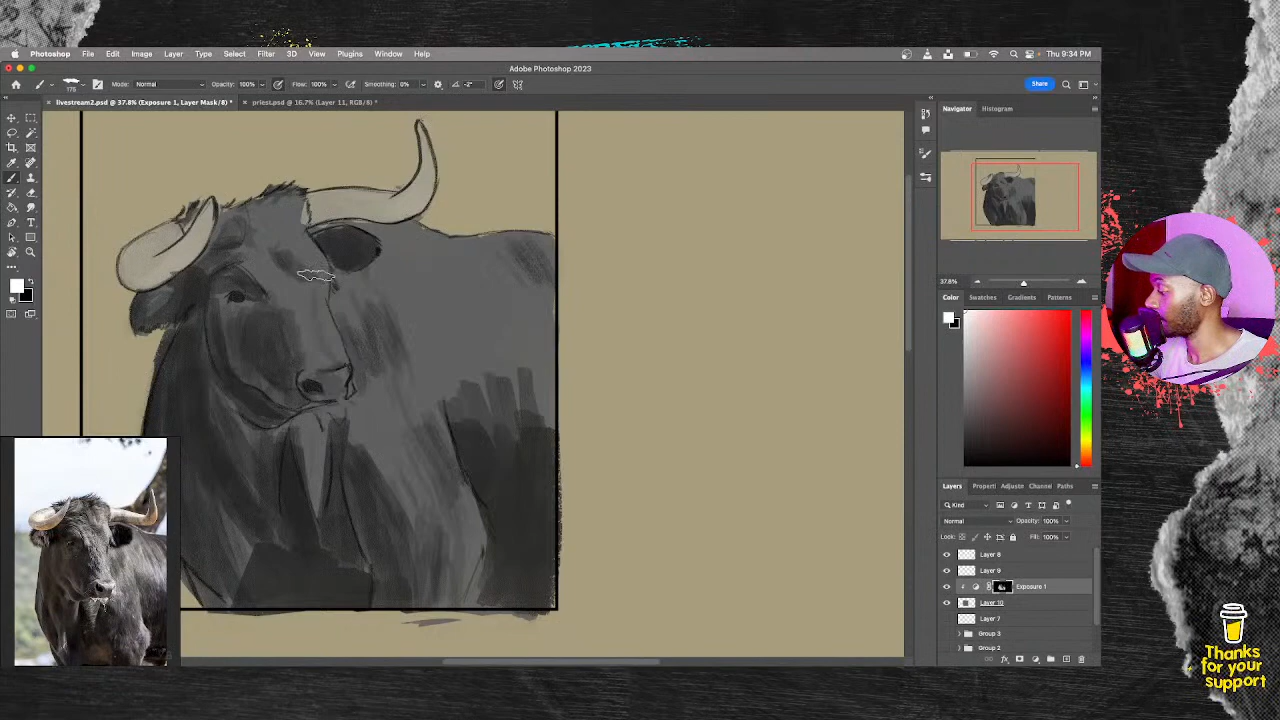 Photoshop File Edit Image Layer Type Select Filter 3D View Plugins Window Help Thu 9:34 PM
Adobe Photoshop 2023
175 Mode: Normal Opacity: 100% Flow: 100% Smoothing: 0% Share
livestream2.psd @ 37.8% (Exposure 1, Layer Mask/8) * priest.psd @ 16.7% (Layer 11, RGB/8) *
Navigator Histogram
37.8%
Color Swatches Gradients Patterns
Layers Properti Adjustm Channel Paths
Kind
Normal Opacity: 100%
Lock: Fill: 100%
Layer 8
Layer 9
Exposure 1
Layer 10
Layer 7
Group 3
Group 2
fx
Thanks
for your
support